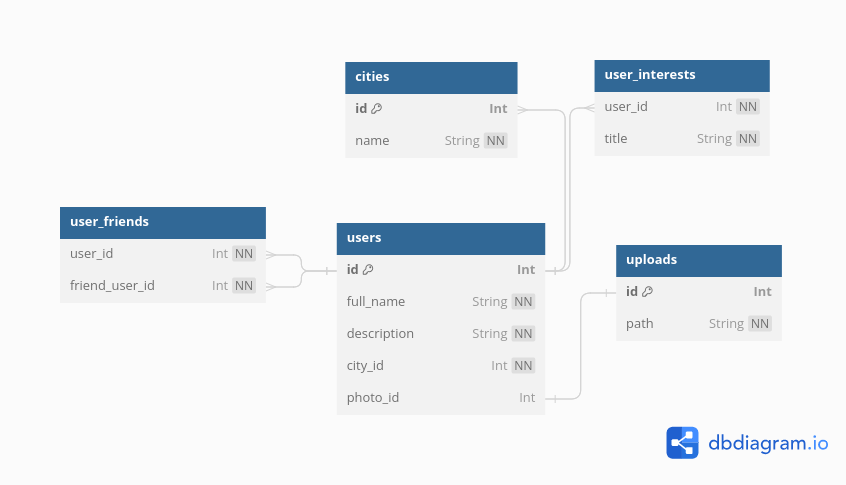 cities
id Int
name String NN
user_interests
user_id Int NN
title String NN
user_friends
user_id Int NN
friend_user_id Int NN
users
id Int
full_name String NN
description String NN
city_id Int NN
photo_id Int
uploads
id Int
path String NN
dbdiagram.io